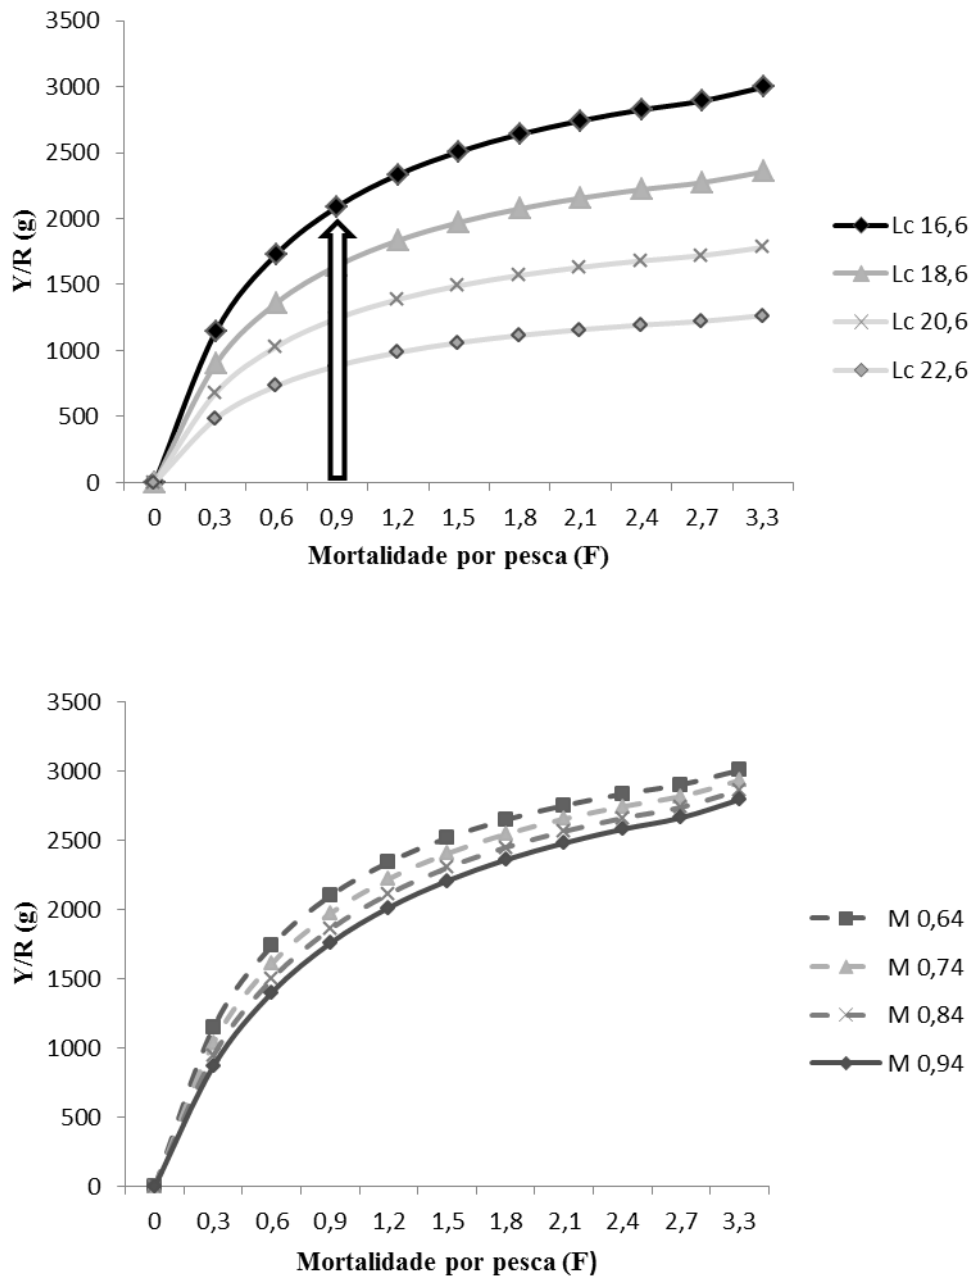 3500
3000
2500
2000
1500
1000
500
0
Y/R (g)
0 0,3 0,6 0,9 1,2 1,5 1,8 2,1 2,4 2,7 3,3
Mortalidade por pesca (F)
Lc 16,6
Lc 18,6
Lc 20,6
Lc 22,6
3500
3000
2500
2000
1500
1000
500
0
Y/R (g)
0 0,3 0,6 0,9 1,2 1,5 1,8 2,1 2,4 2,7 3,3
Mortalidade por pesca (F)
M 0,64
M 0,74
M 0,84
M 0,94